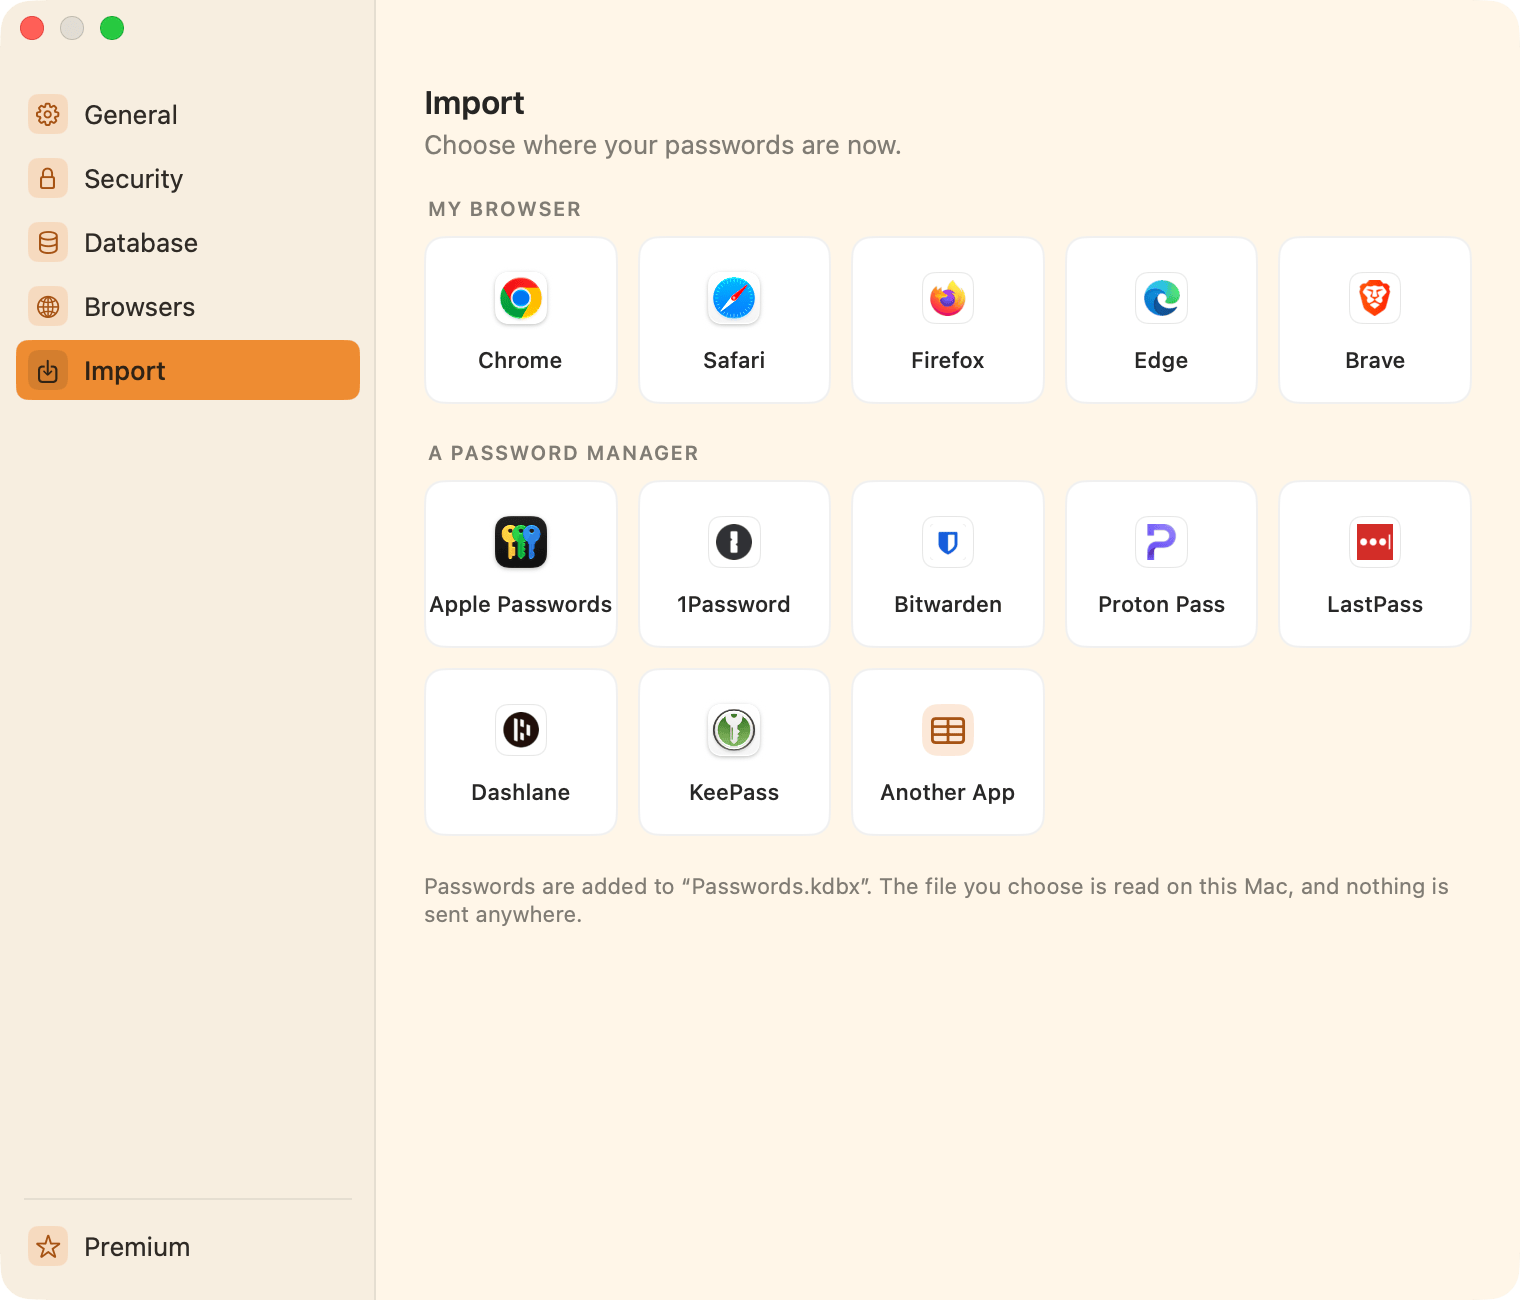 General
Security
Database
Browsers
Import
Premium
Import
Choose where your passwords are now.
MY BROWSER
Chrome
Safari
Firefox
Edge
Brave
A PASSWORD MANAGER
Apple Passwords
1Password
Bitwarden
Proton Pass
LastPass
Dashlane
KeePass
Another App
Passwords are added to “Passwords.kdbx”. The file you choose is read on this Mac, and nothing is
sent anywhere.